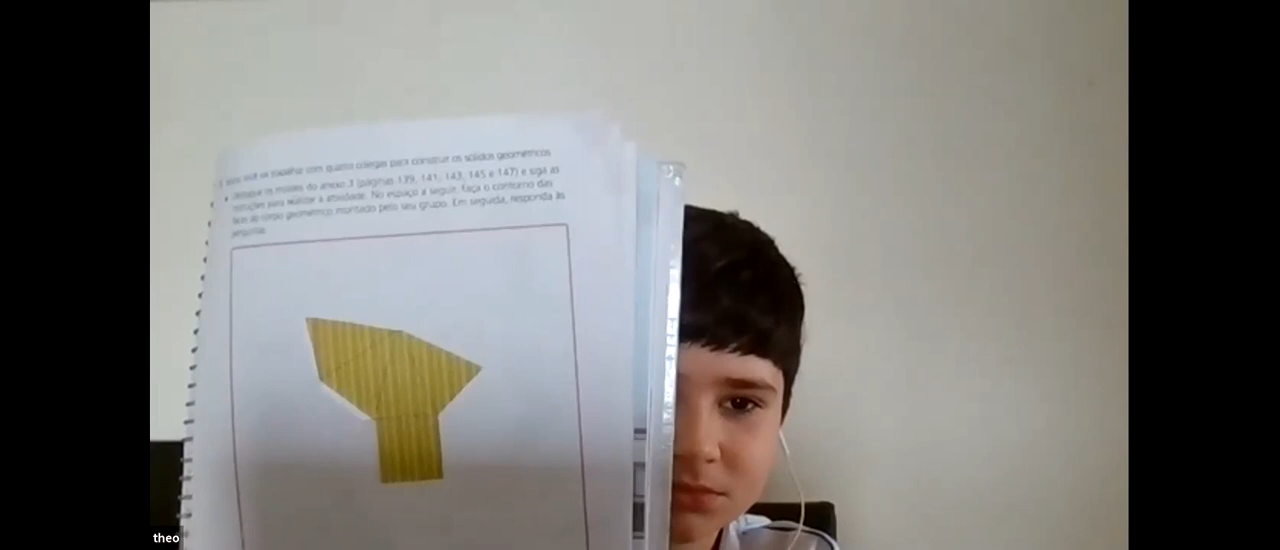 você vai trabalhar com quatro colegas para construir os sólidos geométricos
Destaque os moldes do anexo 3 (páginas 139, 141, 143, 145 e 147) e siga as
instruções para realizar a atividade. No espaço a seguir, faça o contorno das
faces do corpo geométrico montado pelo seu grupo. Em seguida, responda às
perguntas.
theo